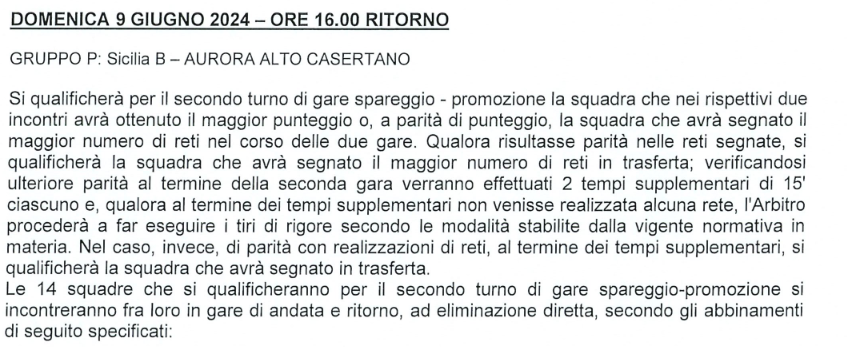 DOMENICA 9 GIUGNO 2024 – ORE 16.00 RITORNO
GRUPPO P: Sicilia B – AURORA ALTO CASERTANO
Si qualificherà per il secondo turno di gare spareggio - promozione la squadra che nei rispettivi due
incontri avrà ottenuto il maggior punteggio o, a parità di punteggio, la squadra che avrà segnato il
maggior numero di reti nel corso delle due gare. Qualora risultasse parità nelle reti segnate, si
qualificherà la squadra che avrà segnato il maggior numero di reti in trasferta; verificandosi
ulteriore parità al termine della seconda gara verranno effettuati 2 tempi supplementari di 15'
ciascuno e, qualora al termine dei tempi supplementari non venisse realizzata alcuna rete, l'Arbitro
procederà a far eseguire i tiri di rigore secondo le modalità stabilite dalla vigente normativa in
materia. Nel caso, invece, di parità con realizzazioni di reti, al termine dei tempi supplementari, si
qualificherà la squadra che avrà segnato in trasferta.
Le 14 squadre che si qualificheranno per il secondo turno di gare spareggio-promozione si
incontreranno fra loro in gare di andata e ritorno, ad eliminazione diretta, secondo gli abbinamenti
di seguito specificati: